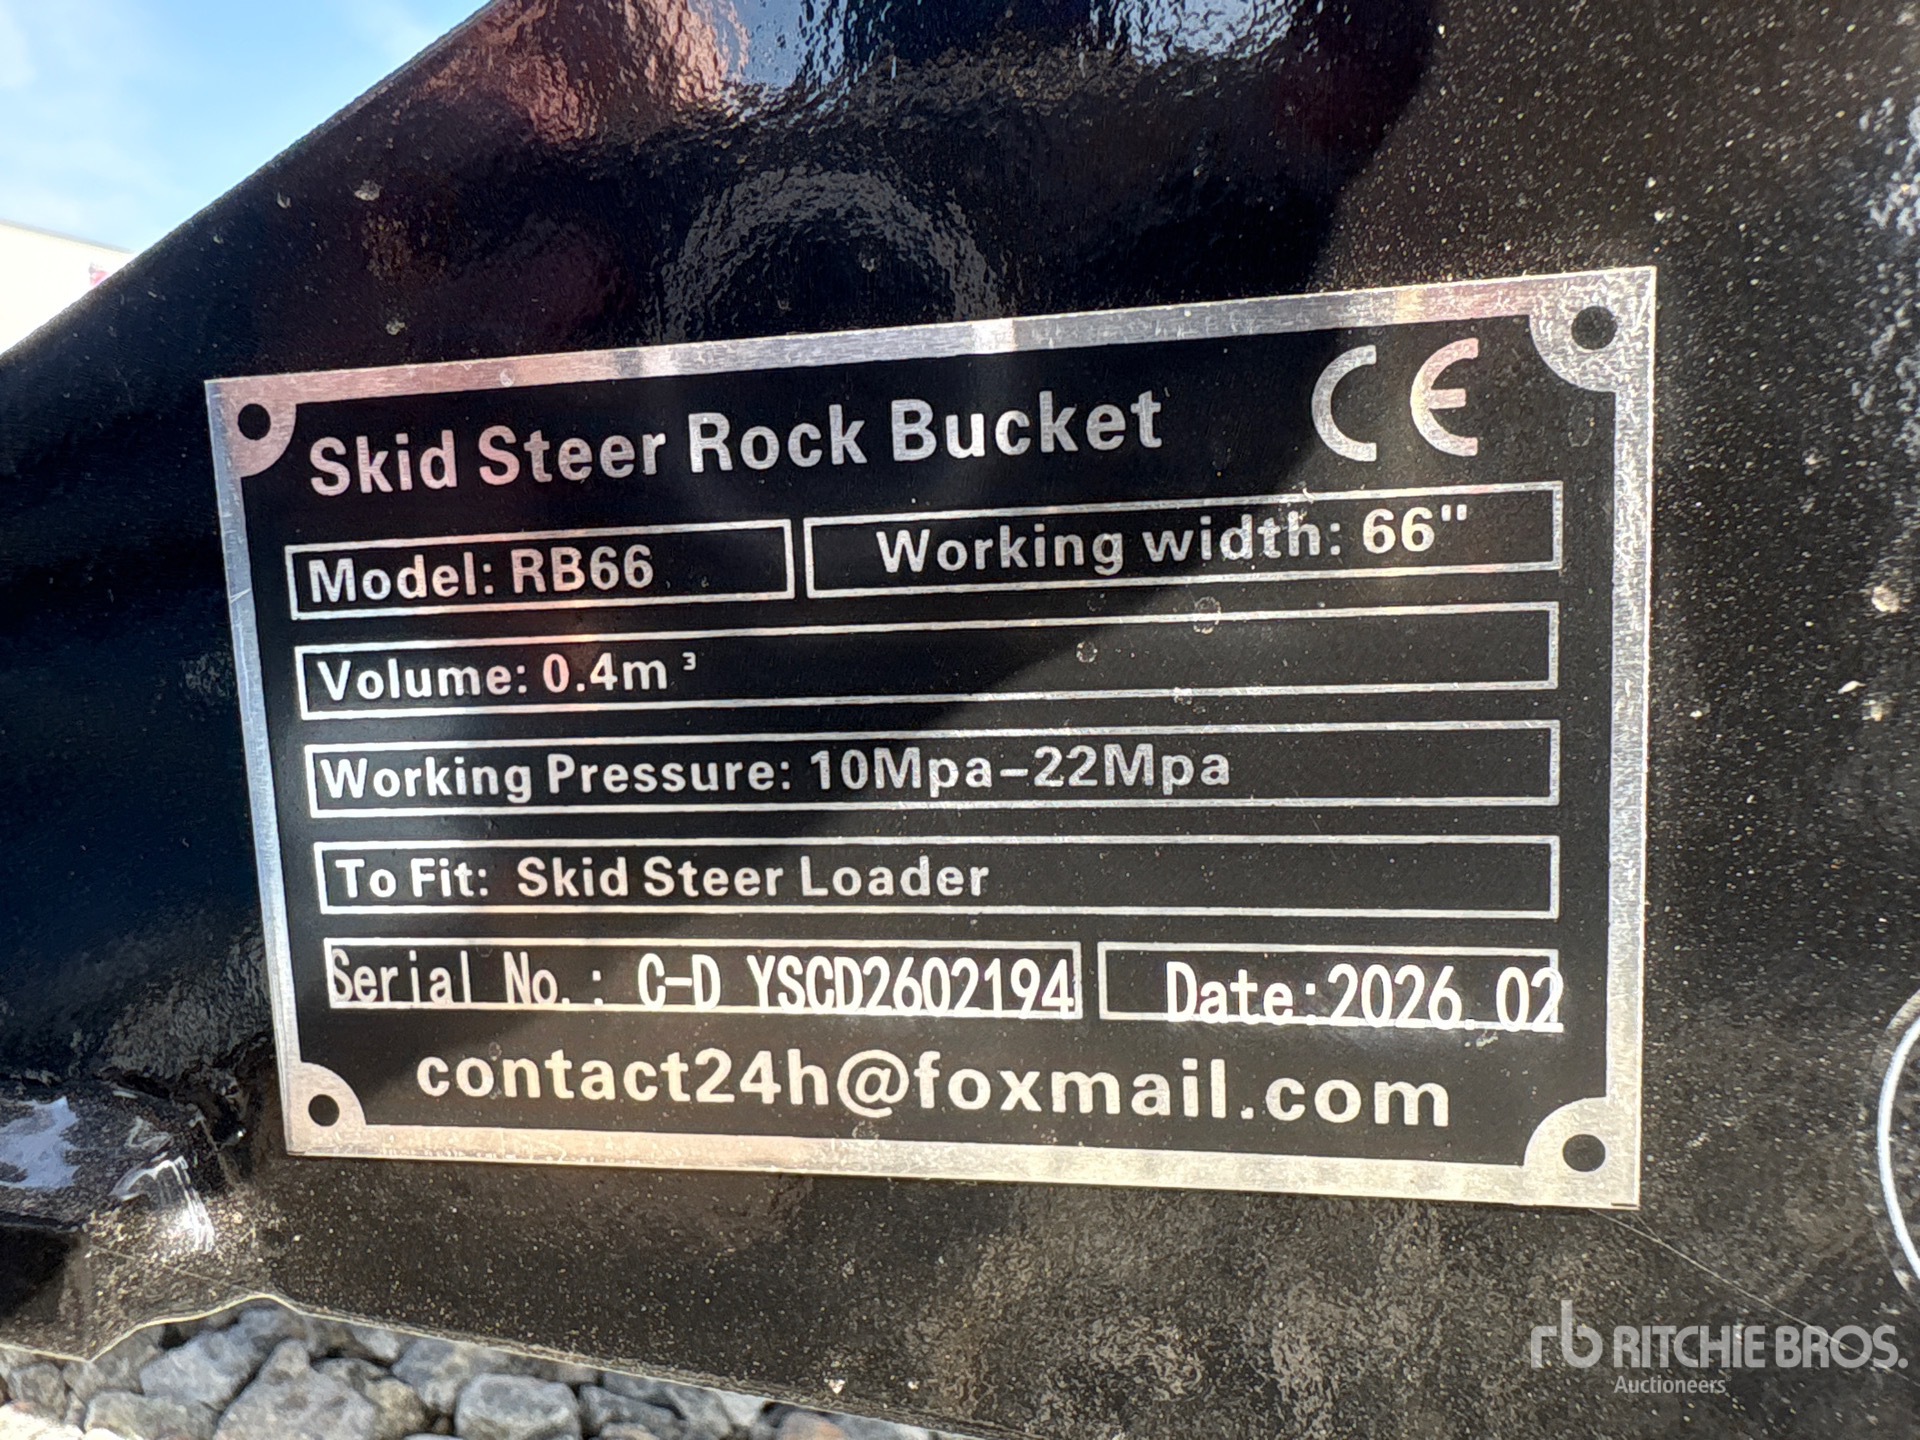 Skid Steer Rock Bucket CE
Model: RB66 Working width: 66"
Volume: 0.4m³
Working Pressure: 10Mpa-22Mpa
To Fit: Skid Steer Loader
Serial No.: C-D YSCD2602194 Date:2026.02
contact24h@foxmail.com
rb RITCHIE BROS.
Auctioneers